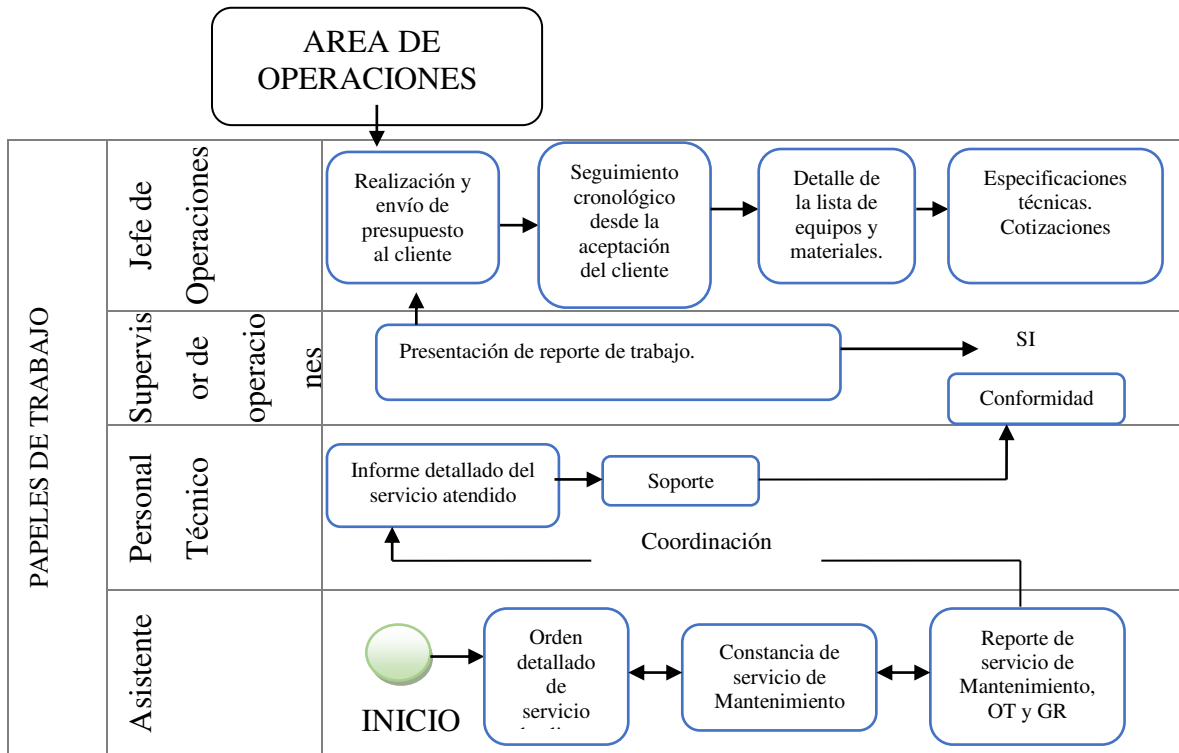 AREA DE
OPERACIONES
PAPELES DE TRABAJO
Jefe de
Operaciones
Realización y
envío de
presupuesto
al cliente
Seguimiento
cronológico
desde la
aceptación
del cliente
Detalle de
la lista de
equipos y
materiales.
Especificaciones
técnicas.
Cotizaciones
Supervis
or de
operacio
nes
Presentación de reporte de trabajo.
SI
Conformidad
Personal
Técnico
Informe detallado del
servicio atendido
Soporte
Coordinación
Asistente
INICIO
Orden
detallado
de
servicio
Constancia de
servicio de
Mantenimiento
Reporte de
servicio de
Mantenimiento,
OT y GR